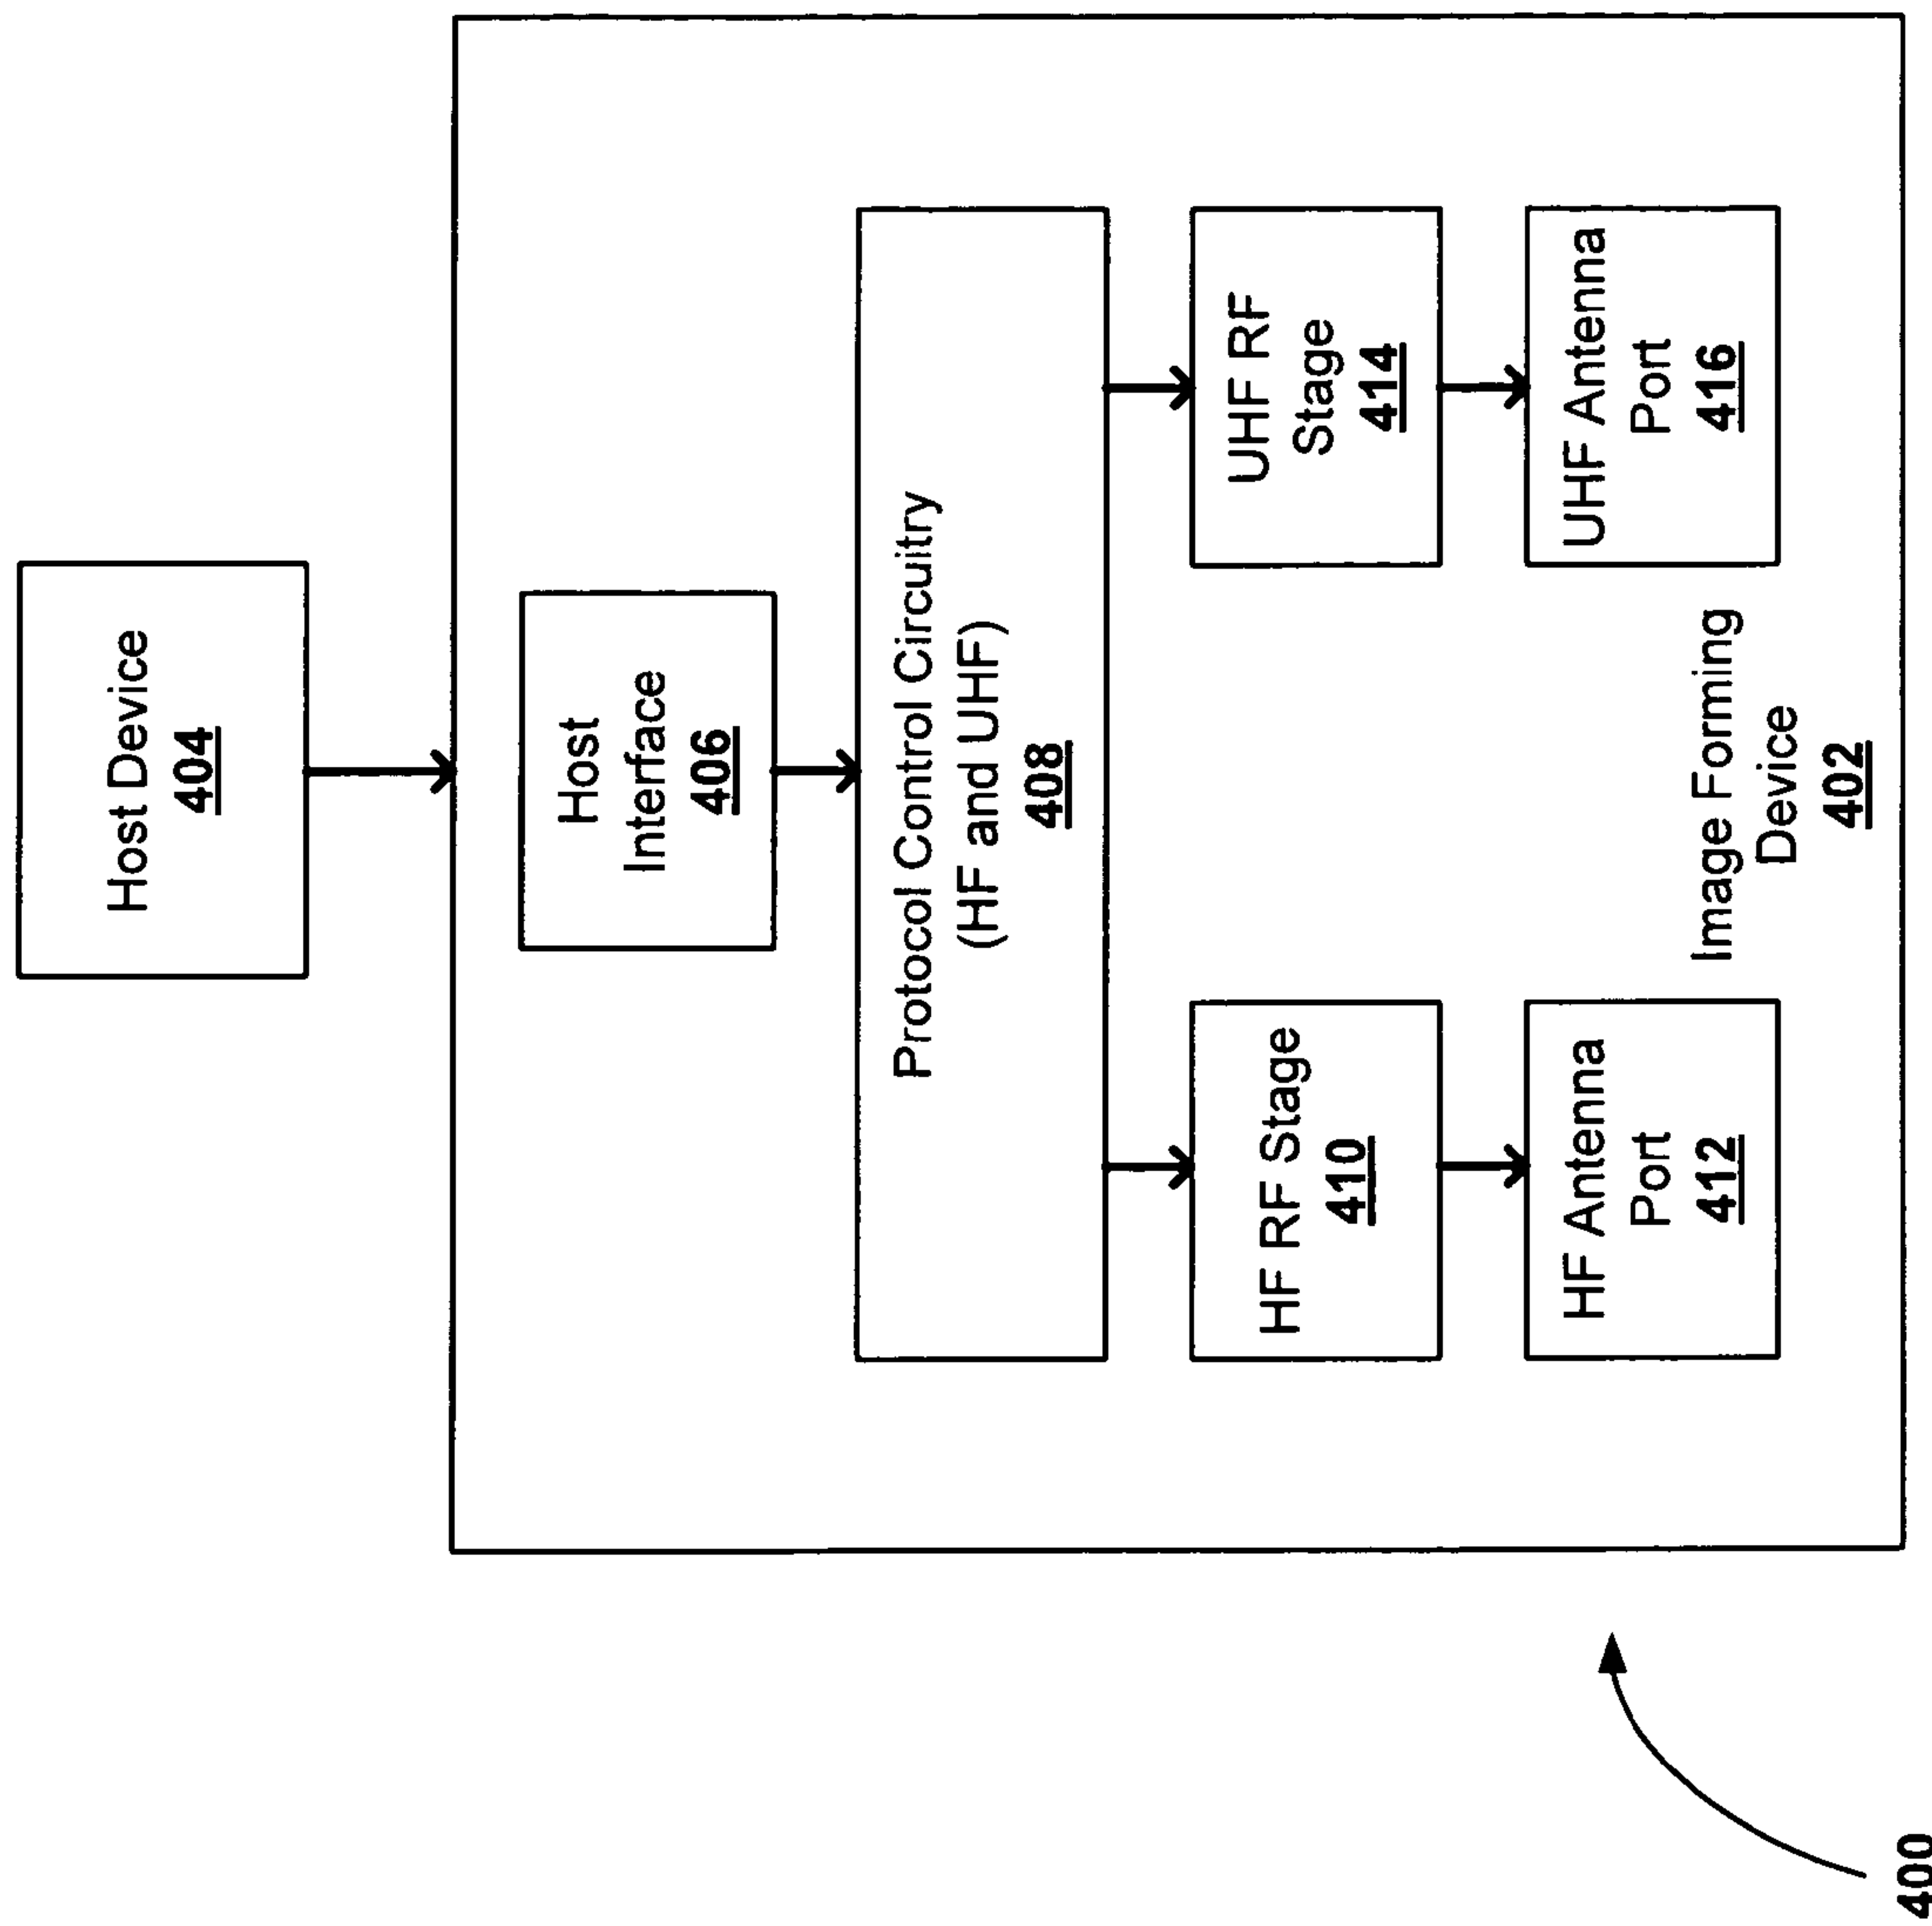 Host Device
404
Host
Interface
406
Protocol Control Circuitry
(HF and UHF)
408
HF RF Stage
410
UHF RF
Stage
414
HF Antenna
Port
412
UHF Antenna
Port
416
Image Forming
Device
402
400